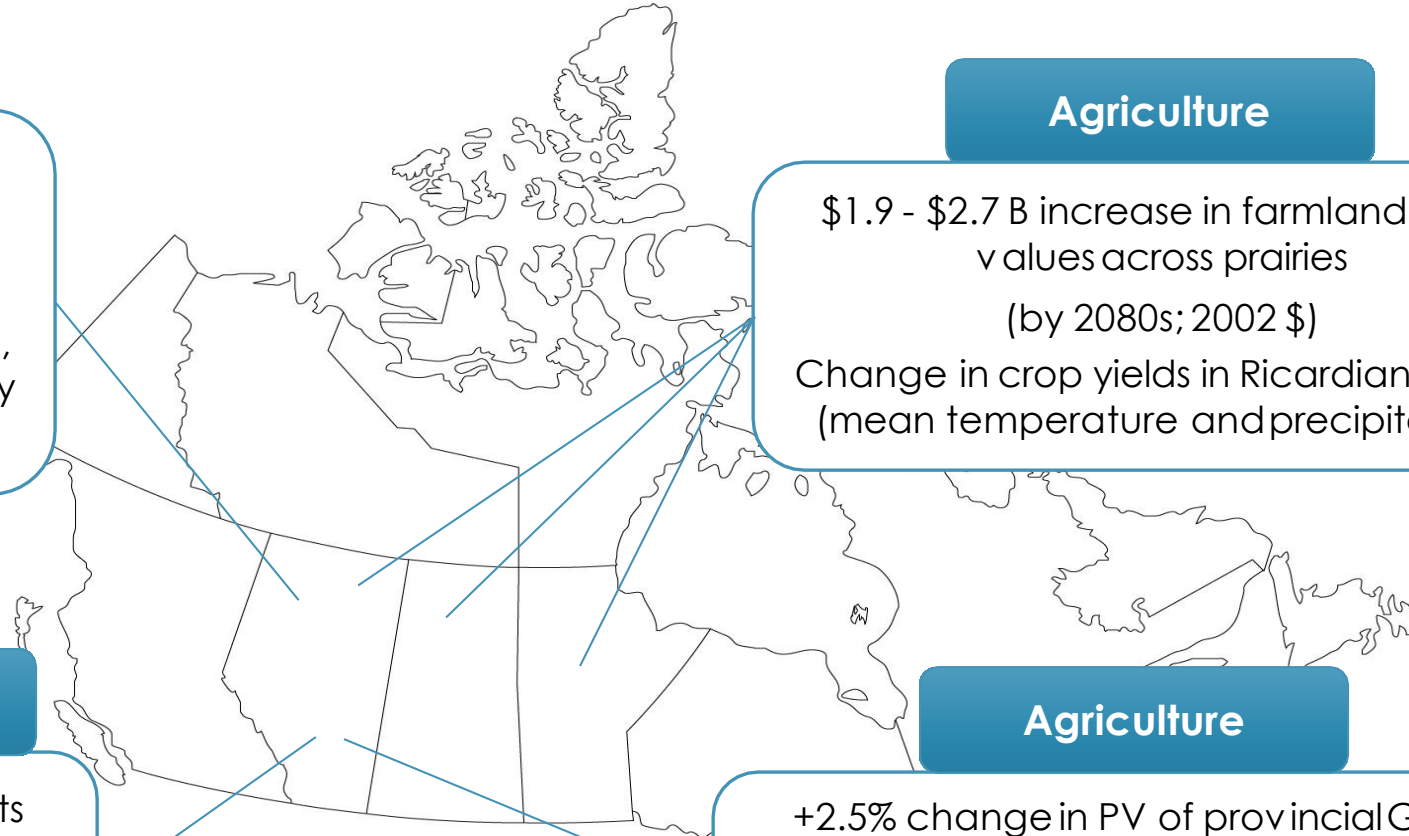 Agriculture
$1.9 - $2.7 B increase in farmland
values across prairies
(by 2080s; 2002 $)
Change in crop yields in Ricardian
(mean temperature and
,
y
Agriculture
ts
+2.5% change in PV of provincial G